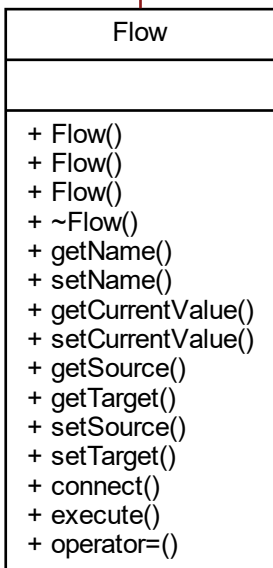 Flow
+ Flow()
+ Flow()
+ Flow()
+ ~Flow()
+ getName()
+ setName()
+ getCurrentValue()
+ setCurrentValue()
+ getSource()
+ getTarget()
+ setSource()
+ setTarget()
+ connect()
+ execute()
+ operator=()